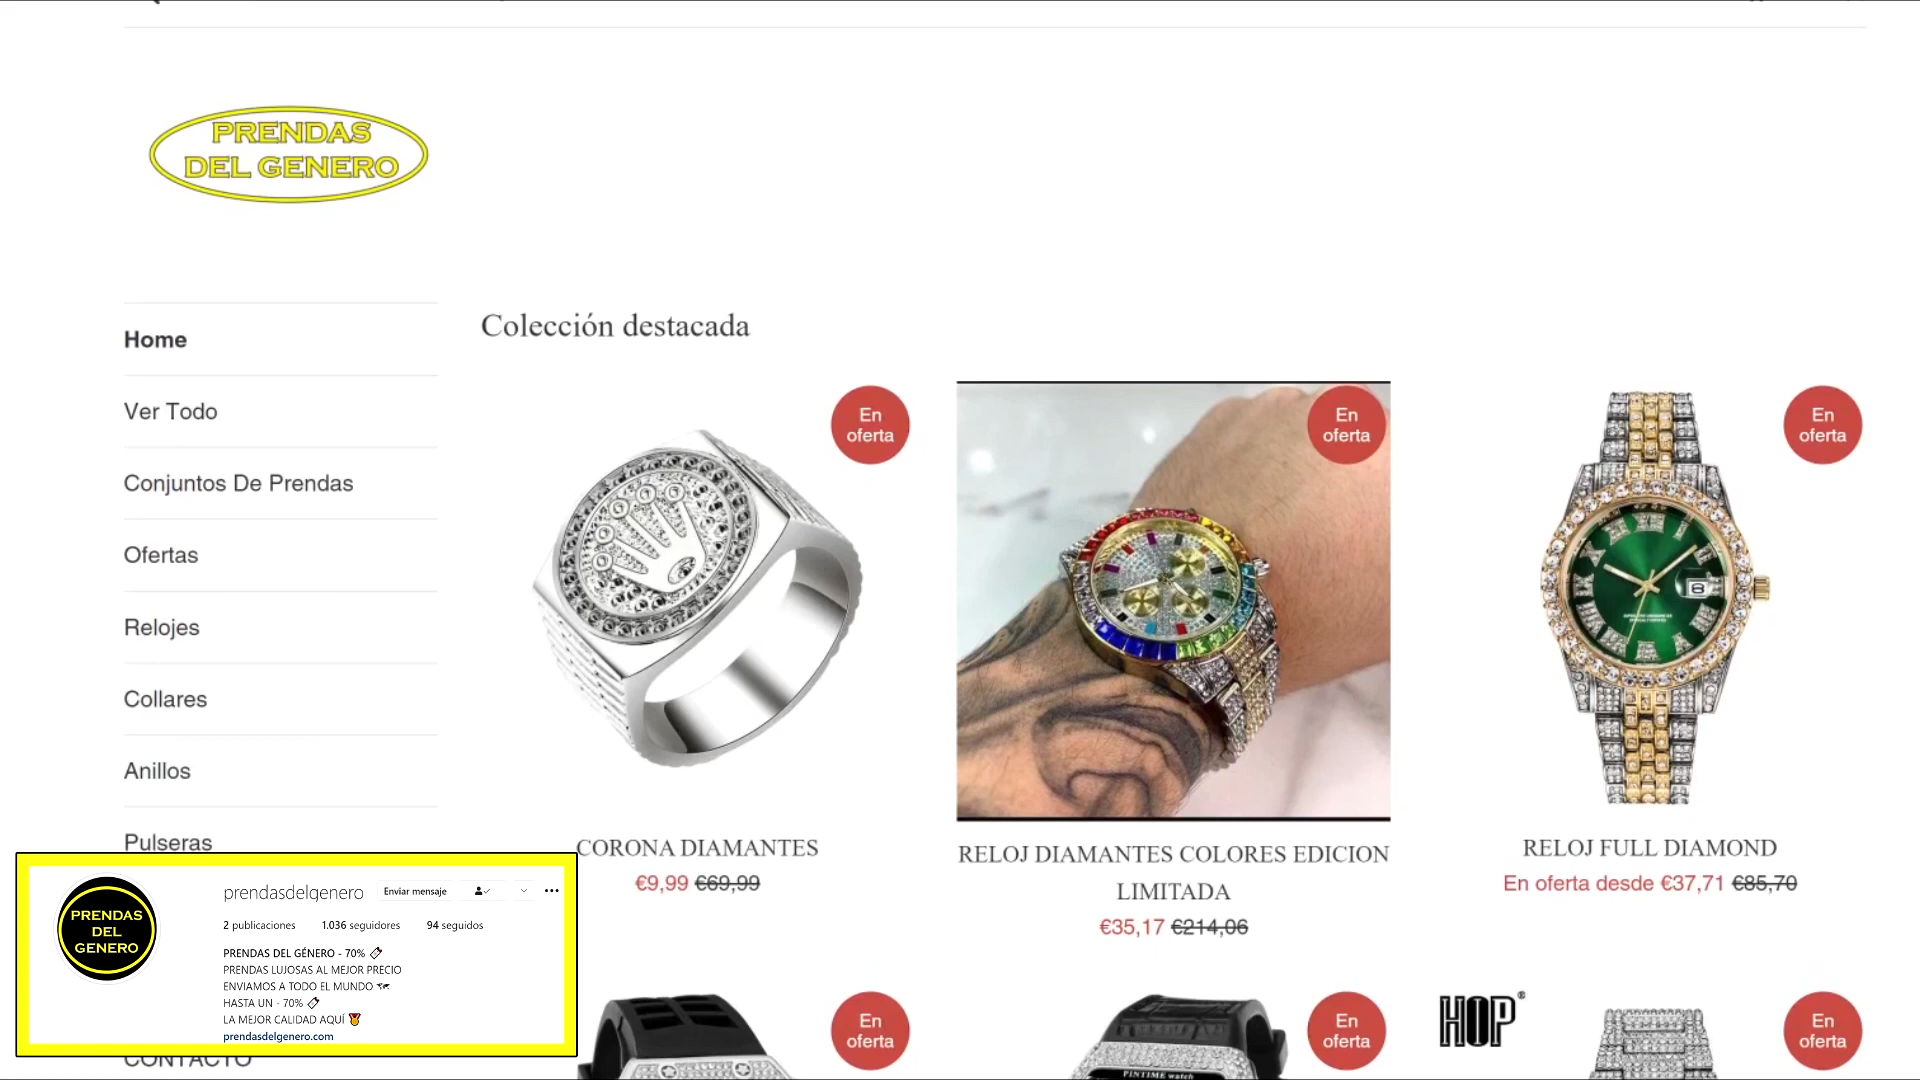 PRENDAS
DEL GENERO
Home
Ver Todo
Conjuntos De Prendas
Ofertas
Relojes
Collares
Anillos
Pulseras
CONTACTO
Colección destacada
En
oferta
CORONA DIAMANTES
€9,99 €69,99
En
oferta
RELOJ DIAMANTES COLORES EDICION
LIMITADA
€35,17 €214,06
En
oferta
RELOJ FULL DIAMOND
En oferta desde €37,71 €85,70
En
oferta
En
oferta
PINTIME watch
HOP®
En
oferta
PRENDAS
DEL
GENERO
prendasdelgenero Enviar mensaje
2 publicaciones 1.036 seguidores 94 seguidos
PRENDAS DEL GÉNERO - 70%
PRENDAS LUJOSAS AL MEJOR PRECIO
ENVIAMOS A TODO EL MUNDO
HASTA UN - 70%
LA MEJOR CALIDAD AQUÍ
prendasdelgenero.com